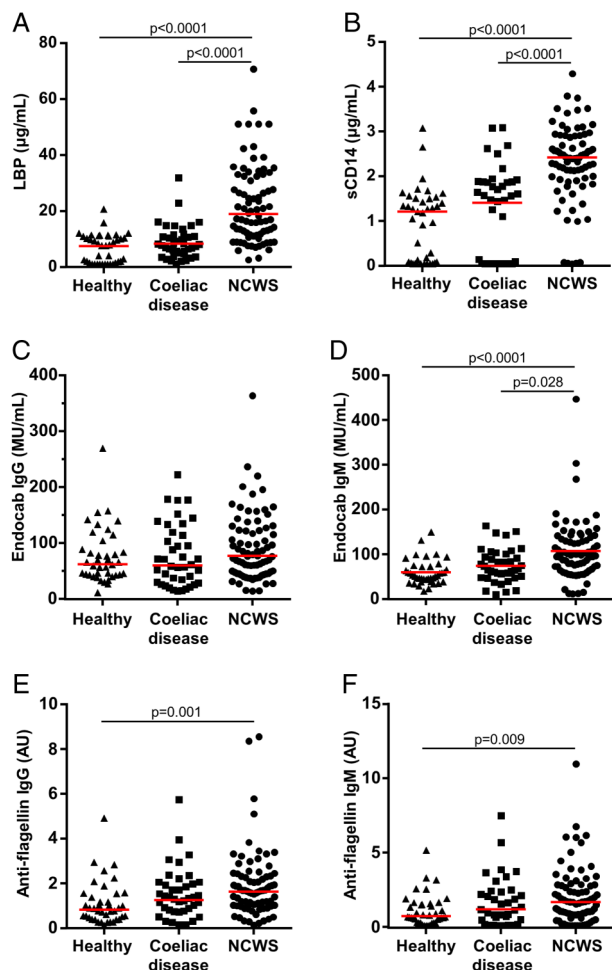 A
p<0.0001
p<0.0001
LBP (µg/mL)
80
60
40
20
0
Healthy
Coeliac
disease
NCWS
B
p<0.0001
p<0.0001
sCD14 (µg/mL)
5
4
3
2
1
0
Healthy
Coeliac
disease
NCWS
C
Endocab IgG (MU/mL)
400
300
200
100
0
Healthy
Coeliac
disease
NCWS
D
p<0.0001
p=0.028
Endocab IgM (MU/mL)
500
400
300
200
100
0
Healthy
Coeliac
disease
NCWS
E
p=0.001
Anti-flagellin IgG (AU)
10
8
6
4
2
0
Healthy
Coeliac
disease
NCWS
F
p=0.009
Anti-flagellin IgM (AU)
15
10
5
0
Healthy
Coeliac
disease
NCWS